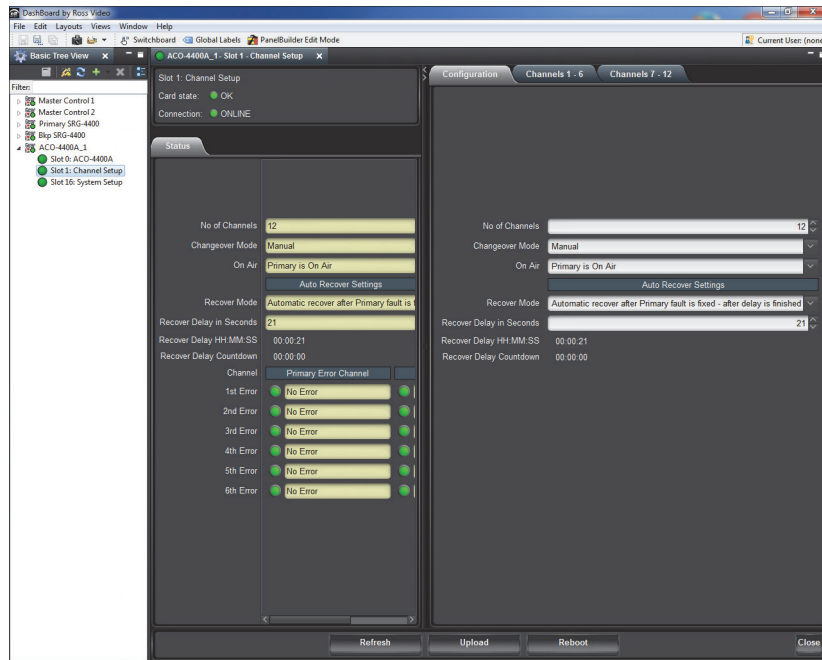 DashBoard by Ross Video
File Edit Layouts Views Window Help
Switchboard Global Labels PanelBuilder Edit Mode
Current User: (none
Basic Tree View
Filter:
Master Control 1
Master Control 2
Primary SRG-4400
Bkp SRG-4400
ACO-4400A_1
Slot 0: ACO-4400A
Slot 1: Channel Setup
Slot 16: System Setup
ACO-4400A_1 - Slot 1 - Channel Setup
Slot 1: Channel Setup
Card state: OK
Connection: ONLINE
Status
No of Channels 12
Changeover Mode Manual
On Air Primary is On Air
Auto Recover Settings
Recover Mode Automatic recover after Primary fault is f
Recover Delay in Seconds 21
Recover Delay HH:MM:SS 00:00:21
Recover Delay Countdown 00:00:00
Channel Primary Error Channel
1st Error No Error
2nd Error No Error
3rd Error No Error
4th Error No Error
5th Error No Error
6th Error No Error
Configuration Channels 1 - 6 Channels 7 - 12
No of Channels 12
Changeover Mode Manual
On Air Primary is On Air
Auto Recover Settings
Recover Mode Automatic recover after Primary fault is fixed - after delay is finished
Recover Delay in Seconds 21
Recover Delay HH:MM:SS 00:00:21
Recover Delay Countdown 00:00:00
Refresh Upload Reboot Close